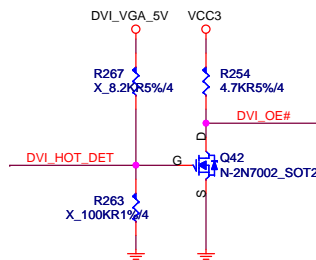 DVI_VGA_5V VCC3
R267
X_8.2KR5%/4
R254
4.7KR5%/4
DVI_OE#
D
DVI_HOT_DET
G
Q42
N-2N7002_SOT2
S
R263
X_100KR1%/4